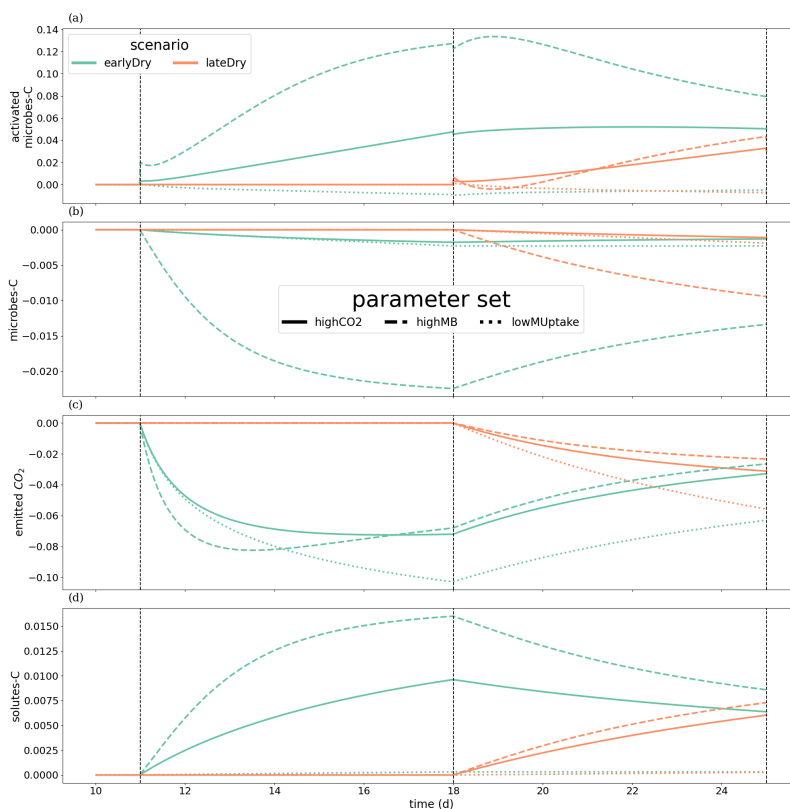 (a)
0.14
0.12
0.10
0.08
0.06
0.04
0.02
0.00
activated
microbes-C
scenario
earlyDry lateDry
(b)
0.000
−0.005
−0.010
−0.015
−0.020
microbes-C
parameter set
highCO2 highMB lowMUptake
(c)
0.00
−0.02
−0.04
−0.06
−0.08
−0.10
emitted CO₂
(d)
0.0150
0.0125
0.0100
0.0075
0.0050
0.0025
0.0000
solutes-C
10 12 14 16 18 20 22 24
time (d)